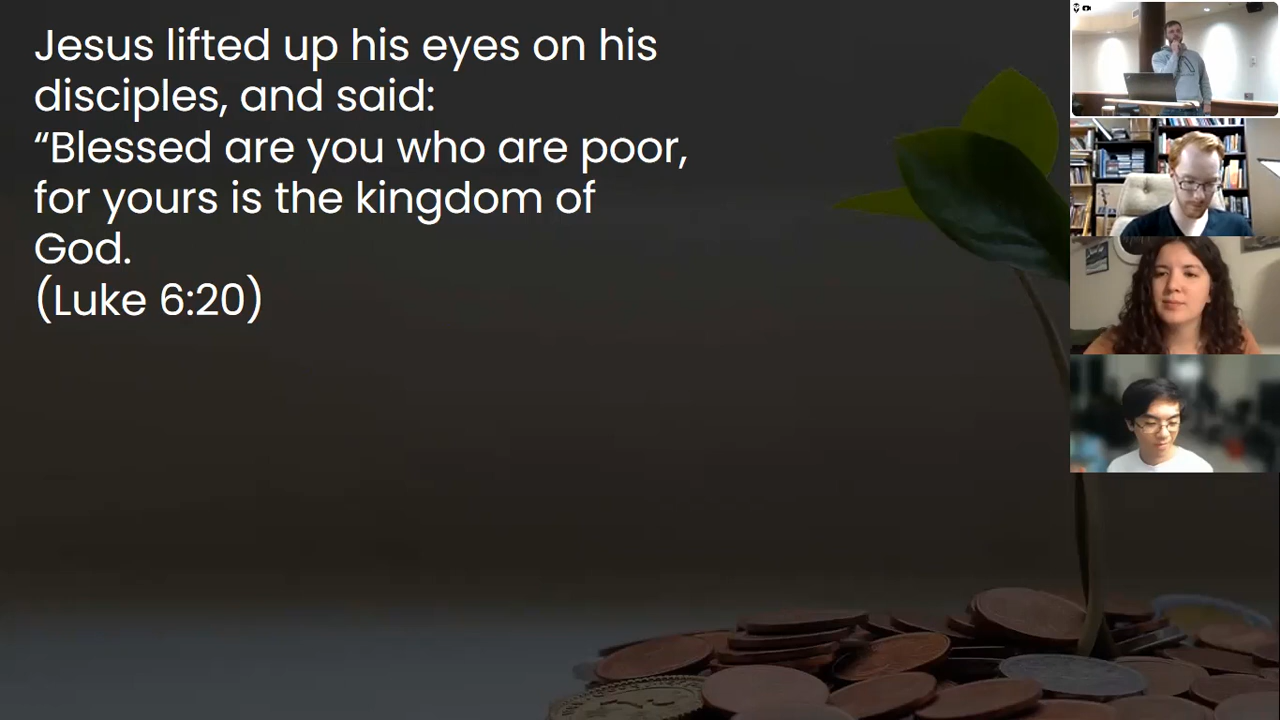 Jesus lifted up his eyes on his
disciples, and said:
“Blessed are you who are poor,
for yours is the kingdom of
God.
(Luke 6:20)